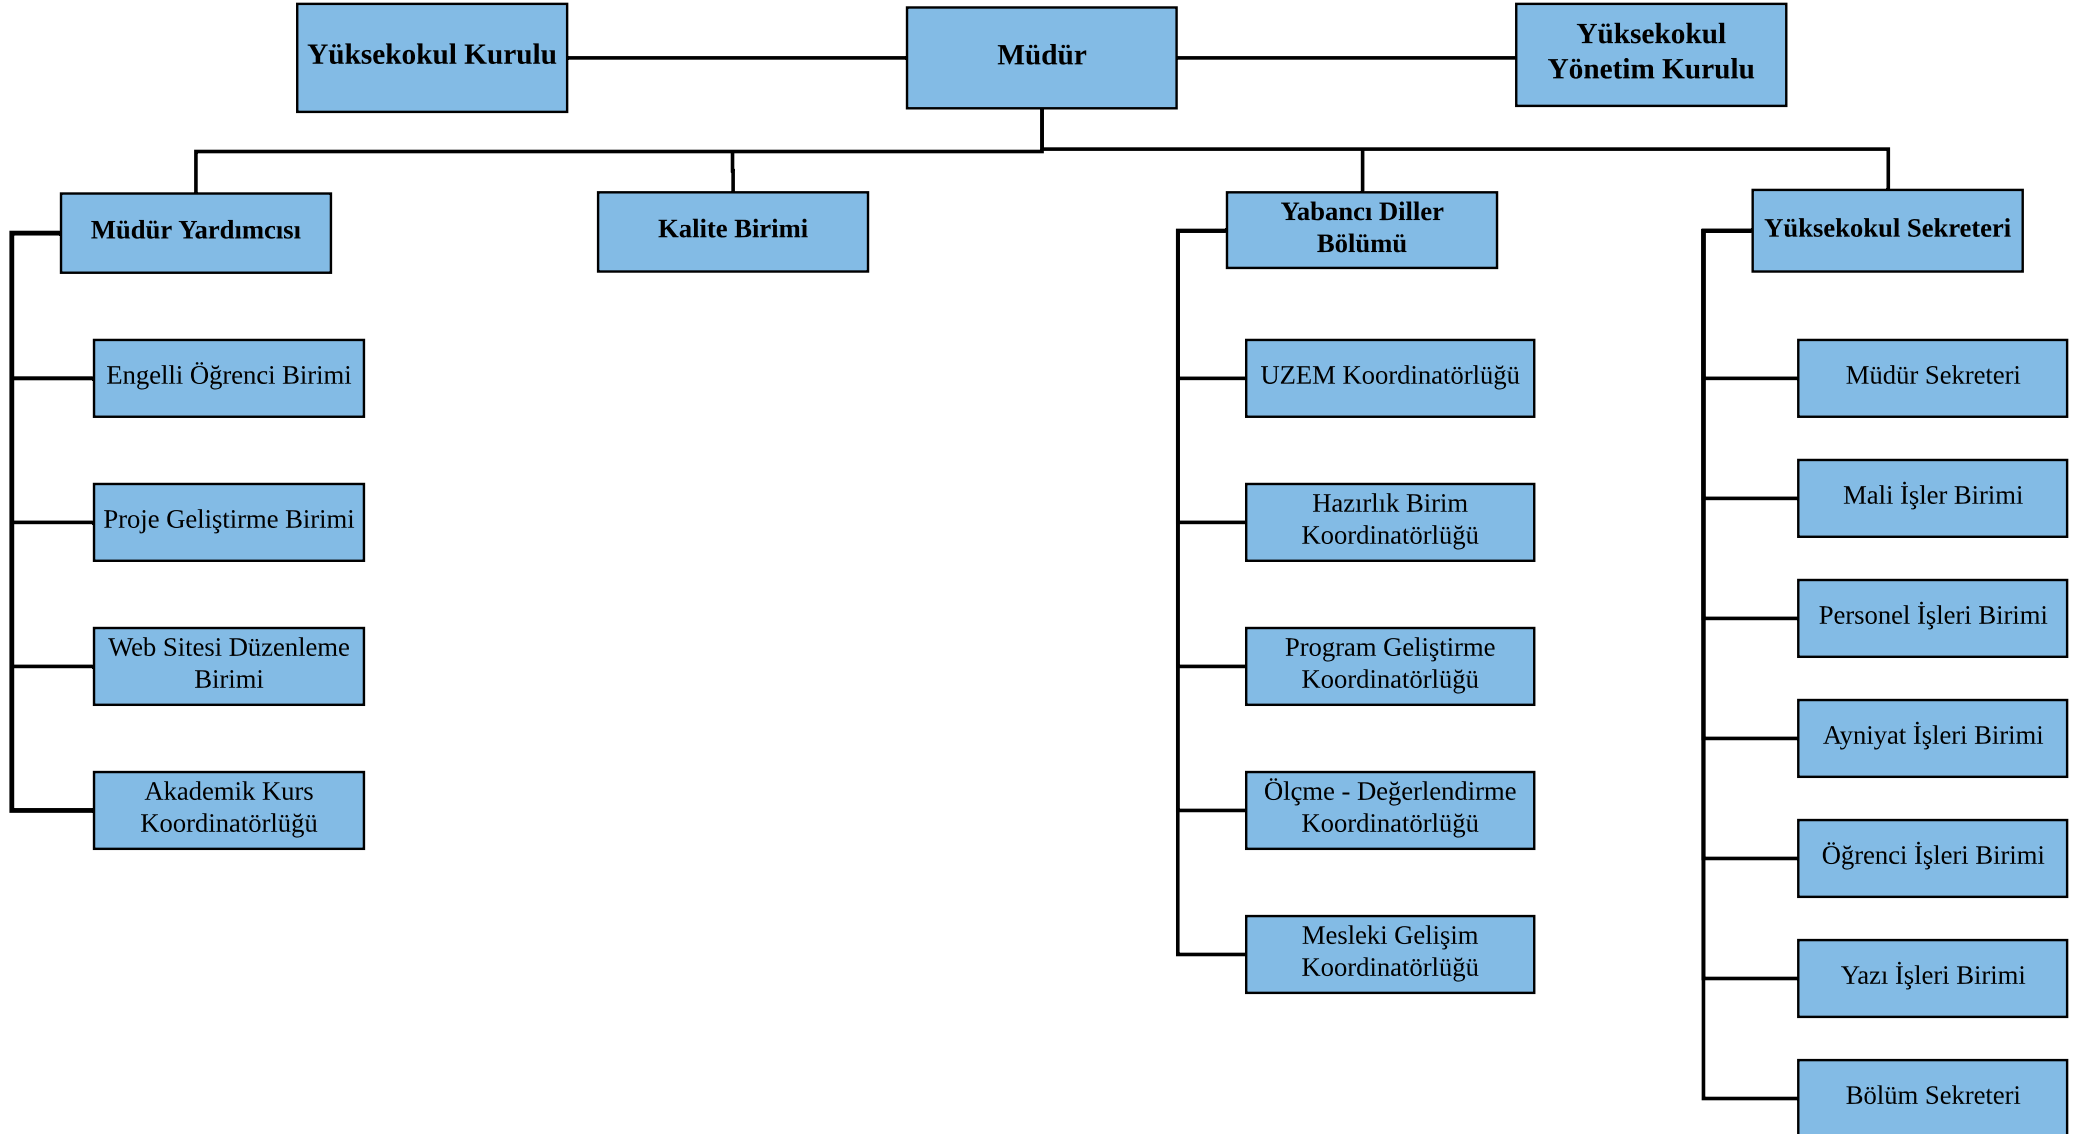 Yüksekokul Kurulu
Müdür
Yüksekokul
Yönetim Kurulu
Müdür Yardımcısı
Kalite Birimi
Yabancı Diller
Bölümü
Yüksekokul Sekreteri
Engelli Öğrenci Birimi
Proje Geliştirme Birimi
Web Sitesi Düzenleme
Birimi
Akademik Kurs
Koordinatörlüğü
UZEM Koordinatörlüğü
Hazırlık Birim
Koordinatörlüğü
Program Geliştirme
Koordinatörlüğü
Ölçme - Değerlendirme
Koordinatörlüğü
Mesleki Gelişim
Koordinatörlüğü
Müdür Sekreteri
Mali İşler Birimi
Personel İşleri Birimi
Ayniyat İşleri Birimi
Öğrenci İşleri Birimi
Yazı İşleri Birimi
Bölüm Sekreteri